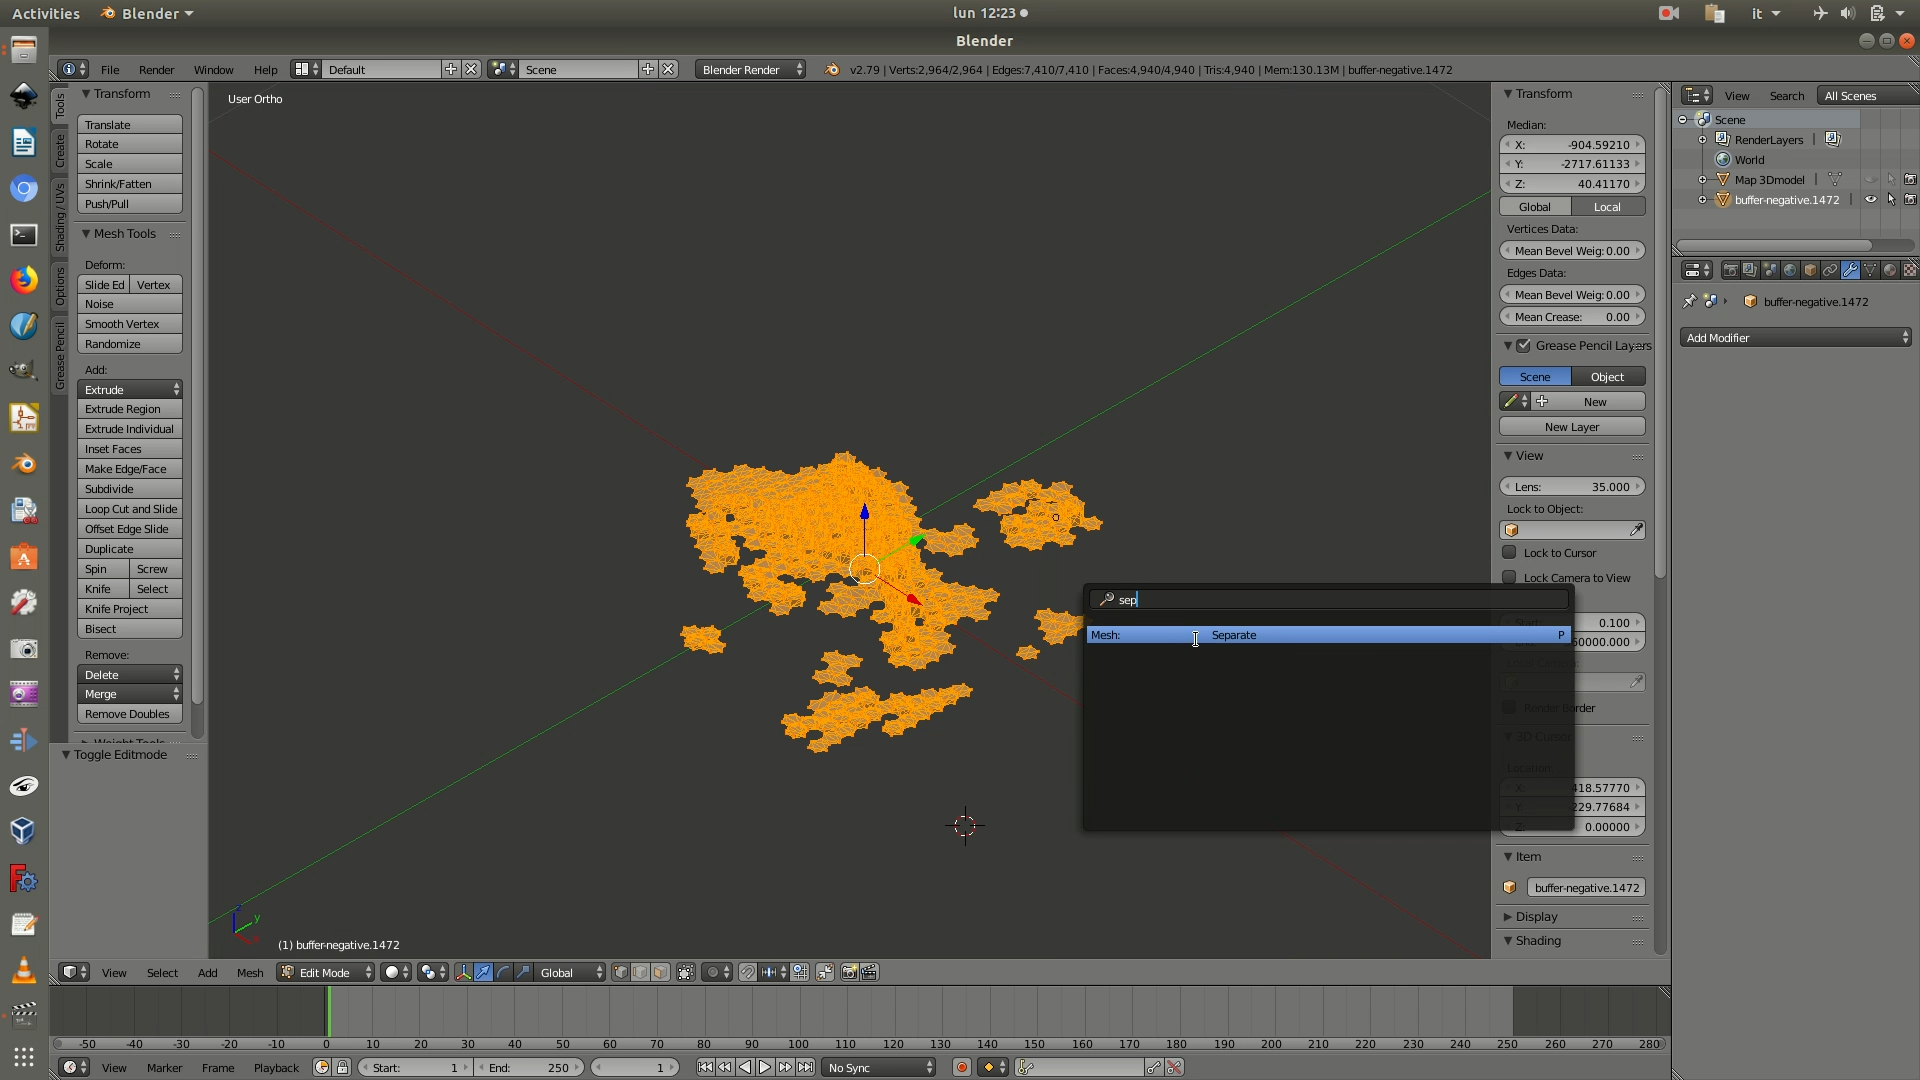 Activities
Blender
lun 12:23
it
Blender
File
Render
Window
Help
Default
Scene
Blender Render
v2.79 | Verts:2,964/2,964 | Edges:7,410/7,410 | Faces:4,940/4,940 | Tris:4,940 | Mem:130.13M | buffer-negative.1472
Tools
Create
Shading / UVs
Options
Grease Pencil
Transform
Translate
Rotate
Scale
Shrink/Fatten
Push/Pull
Mesh Tools
Deform:
Slide Ed
Vertex
Noise
Smooth Vertex
Randomize
Add:
Extrude
Extrude Region
Extrude Individual
Inset Faces
Make Edge/Face
Subdivide
Loop Cut and Slide
Offset Edge Slide
Duplicate
Spin
Screw
Knife
Select
Knife Project
Bisect
Remove:
Delete
Merge
Remove Doubles
Toggle Editmode
User Ortho
sep
Mesh:
Separate
P
z
y
x
(1) buffer-negative.1472
Transform
Median:
X: -904.59210
Y: -2717.61133
Z: 40.41170
Global
Local
Vertices Data:
Mean Bevel Weig: 0.00
Edges Data:
Mean Bevel Weig: 0.00
Mean Crease: 0.00
Grease Pencil Layers
Scene
Object
New
New Layer
View
Lens: 35.000
Lock to Object:
Lock to Cursor
Lock Camera to View
Start: 0.100
60000.000
Render Border
3D Cursor
Location:
X: 418.57770
Y: 229.77684
Z: 0.00000
Item
buffer-negative.1472
Display
Shading
View
Search
All Scenes
Scene
RenderLayers
World
Map 3Dmodel
buffer-negative.1472
buffer-negative.1472
Add Modifier
View
Select
Add
Mesh
Edit Mode
Global
-50 -40 -30 -20 -10 0 10 20 30 40 50 60 70 80 90 100 110 120 130 140 150 160 170 180 190 200 210 220 230 240 250 260 270 280
View
Marker
Frame
Playback
Start: 1
End: 250
1
No Sync